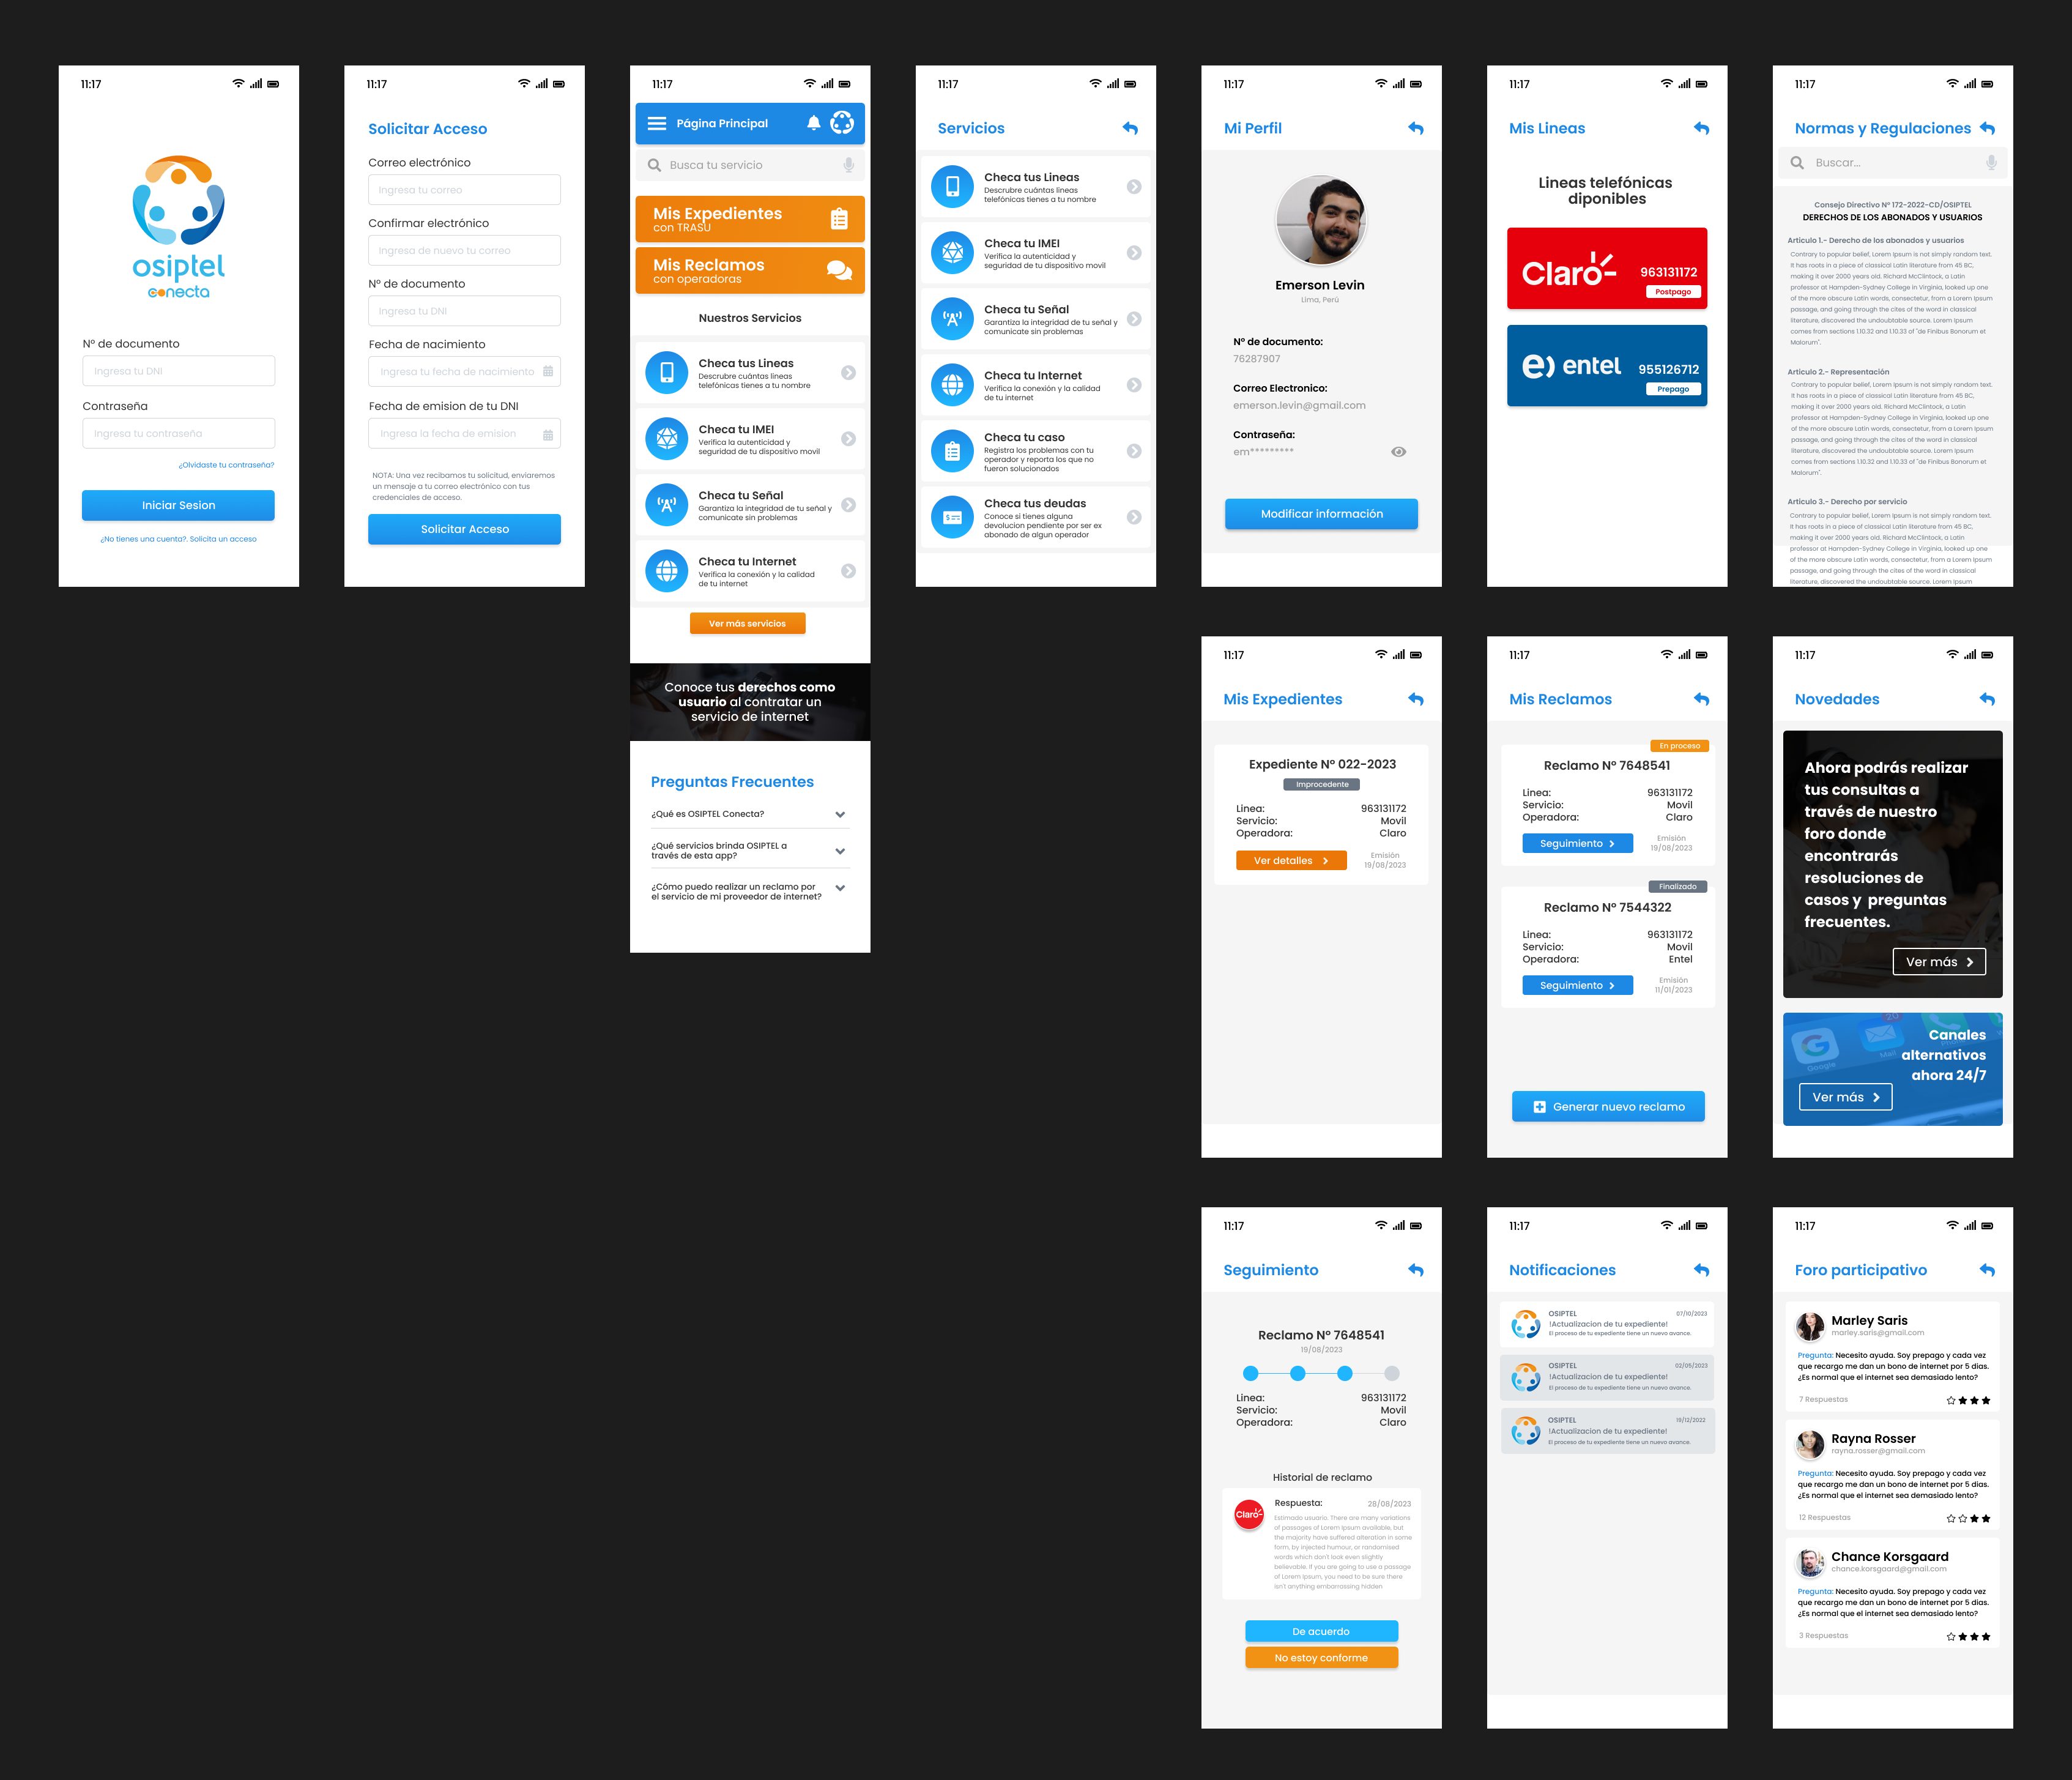 11:17
osiptel
conecta
Nº de documento
Ingresa tu DNI
Contraseña
Ingresa tu contraseña
¿Olvidaste tu contraseña?
Iniciar Sesion
¿No tienes una cuenta?. Solicita un acceso
11:17
Solicitar Acceso
Correo electrónico
Ingresa tu correo
Confirmar electrónico
Ingresa de nuevo tu correo
Nº de documento
Ingresa tu DNI
Fecha de nacimiento
Ingresa tu fecha de nacimiento
Fecha de emision de tu DNI
Ingresa la fecha de emision
NOTA: Una vez recibamos tu solicitud, enviaremos
un mensaje a tu correo electrónico con tus
credenciales de acceso.
Solicitar Acceso
11:17
Página Principal
Busca tu servicio
Mis Expedientes
con TRASU
Mis Reclamos
con operadoras
Nuestros Servicios
Checa tus Lineas
Descrubre cuántas líneas
telefónicas tienes a tu nombre
Checa tu IMEI
Verifica la autenticidad y
seguridad de tu dispositivo movil
Checa tu Señal
Garantiza la integridad de tu señal y
comunicate sin problemas
Checa tu Internet
Verifica la conexión y la calidad
de tu internet
Ver más servicios
Conoce tus derechos como
usuario al contratar un
servicio de internet
Preguntas Frecuentes
¿Qué es OSIPTEL Conecta?
¿Qué servicios brinda OSIPTEL a
través de esta app?
¿Cómo puedo realizar un reclamo por
el servicio de mi proveedor de internet?
11:17
Servicios
Checa tus Lineas
Descrubre cuántas líneas
telefónicas tienes a tu nombre
Checa tu IMEI
Verifica la autenticidad y
seguridad de tu dispositivo movil
Checa tu Señal
Garantiza la integridad de tu señal y
comunicate sin problemas
Checa tu Internet
Verifica la conexión y la calidad
de tu internet
Checa tu caso
Registra los problemas con tu
operador y reporta los que no
fueron solucionados
Checa tus deudas
Conoce si tienes alguna
devolucion pendiente por ser ex
abonado de algun operador
11:17
Mi Perfil
Emerson Levin
Lima, Perú
Nº de documento:
76287907
Correo Electronico:
emerson.levin@gmail.com
Contraseña:
em*********
Modificar información
11:17
Mis Lineas
Lineas telefónicas
diponibles
Claro
963131172
Postpago
entel
955126712
Prepago
11:17
Normas y Regulaciones
Buscar...
Consejo Directivo Nº 172-2022-CD/OSIPTEL
DERECHOS DE LOS ABONADOS Y USUARIOS
Articulo 1.- Derecho de los abonados y usuarios
Contrary to popular belief, Lorem Ipsum is not simply random text.
It has roots in a piece of classical Latin literature from 45 BC,
making it over 2000 years old. Richard McClintock, a Latin
professor at Hampden-Sydney College in Virginia, looked up one
of the more obscure Latin words, consectetur, from a Lorem Ipsum
passage, and going through the cites of the word in classical
literature, discovered the undoubtable source. Lorem Ipsum
comes from sections 1.10.32 and 1.10.33 of "de Finibus Bonorum et
Malorum".
Articulo 2.- Representación
Contrary to popular belief, Lorem Ipsum is not simply random text.
It has roots in a piece of classical Latin literature from 45 BC,
making it over 2000 years old. Richard McClintock, a Latin
professor at Hampden-Sydney College in Virginia, looked up one
of the more obscure Latin words, consectetur, from a Lorem Ipsum
passage, and going through the cites of the word in classical
literature, discovered the undoubtable source. Lorem Ipsum
comes from sections 1.10.32 and 1.10.33 of "de Finibus Bonorum et
Malorum".
Articulo 3.- Derecho por servicio
Contrary to popular belief, Lorem Ipsum is not simply random text.
It has roots in a piece of classical Latin literature from 45 BC,
making it over 2000 years old. Richard McClintock, a Latin
professor at Hampden-Sydney College in Virginia, looked up one
of the more obscure Latin words, consectetur, from a Lorem Ipsum
passage, and going through the cites of the word in classical
literature, discovered the undoubtable source. Lorem Ipsum
11:17
Mis Expedientes
Expediente Nº 022-2023
Improcedente
Linea: 963131172
Servicio: Movil
Operadora: Claro
Ver detalles
Emisión
19/08/2023
11:17
Mis Reclamos
En proceso
Reclamo Nº 7648541
Linea: 963131172
Servicio: Movil
Operadora: Claro
Seguimiento
Emisión
19/08/2023
Finalizado
Reclamo Nº 7544322
Linea: 963131172
Servicio: Movil
Operadora: Entel
Seguimiento
Emisión
11/01/2023
Generar nuevo reclamo
11:17
Novedades
Ahora podrás realizar
tus consultas a
través de nuestro
foro donde
encontrarás
resoluciones de
casos y preguntas
frecuentes.
Ver más
20
Google
Mail
Canales
alternativos
ahora 24/7
Ver más
11:17
Seguimiento
Reclamo Nº 7648541
19/08/2023
Linea: 963131172
Servicio: Movil
Operadora: Claro
Historial de reclamo
Claro
Respuesta: 28/08/2023
Estimado usuario. There are many variations
of passages of Lorem Ipsum available, but
the majority have suffered alteration in some
form, by injected humour, or randomised
words which don't look even slightly
believable. If you are going to use a passage
of Lorem Ipsum, you need to be sure there
isn't anything embarrassing hidden
De acuerdo
No estoy conforme
11:17
Notificaciones
OSIPTEL 07/10/2023
!Actualizacion de tu expediente!
El proceso de tu expediente tiene un nuevo avance.
OSIPTEL 02/05/2023
!Actualizacion de tu expediente!
El proceso de tu expediente tiene un nuevo avance.
OSIPTEL 19/12/2022
!Actualizacion de tu expediente!
El proceso de tu expediente tiene un nuevo avance.
11:17
Foro participativo
Marley Saris
marley.saris@gmail.com
Pregunta: Necesito ayuda. Soy prepago y cada vez
que recargo me dan un bono de internet por 5 dias.
¿Es normal que el internet sea demasiado lento?
7 Respuestas
Rayna Rosser
rayna.rosser@gmail.com
Pregunta: Necesito ayuda. Soy prepago y cada vez
que recargo me dan un bono de internet por 5 dias.
¿Es normal que el internet sea demasiado lento?
12 Respuestas
Chance Korsgaard
chance.korsgaard@gmail.com
Pregunta: Necesito ayuda. Soy prepago y cada vez
que recargo me dan un bono de internet por 5 dias.
¿Es normal que el internet sea demasiado lento?
3 Respuestas